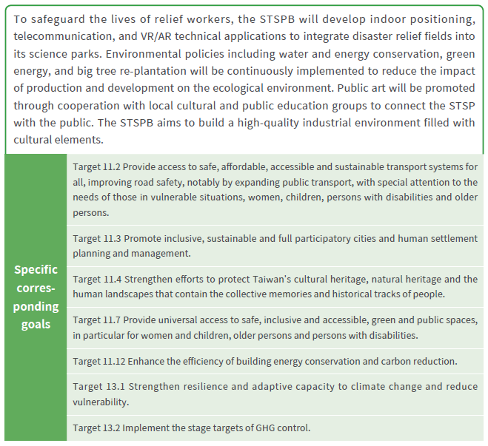 To safeguard the lives of relief workers, the STSPB will develop indoor positioning,
telecommunication, and VR/AR technical applications to integrate disaster relief fields into
its science parks. Environmental policies including water and energy conservation, green
energy, and big tree re-plantation will be continuously implemented to reduce the impact
of production and development on the ecological environment. Public art will be promoted
through cooperation with local cultural and public education groups to connect the STSP
with the public. The STSPB aims to build a high-quality industrial environment filled with
cultural elements.
Specific
corres-
ponding
goals
Target 11.2 Provide access to safe, affordable, accessible and sustainable transport systems for
all, improving road safety, notably by expanding public transport, with special attention to the
needs of those in vulnerable situations, women, children, persons with disabilities and older
persons.
Target 11.3 Promote inclusive, sustainable and full participatory cities and human settlement
planning and management.
Target 11.4 Strengthen efforts to protect Taiwan's cultural heritage, natural heritage and the
human landscapes that contain the collective memories and historical tracks of people.
Target 11.7 Provide universal access to safe, inclusive and accessible, green and public spaces,
in particular for women and children, older persons and persons with disabilities.
Target 11.12 Enhance the efficiency of building energy conservation and carbon reduction.
Target 13.1 Strengthen resilience and adaptive capacity to climate change and reduce
vulnerability.
Target 13.2 Implement the stage targets of GHG control.